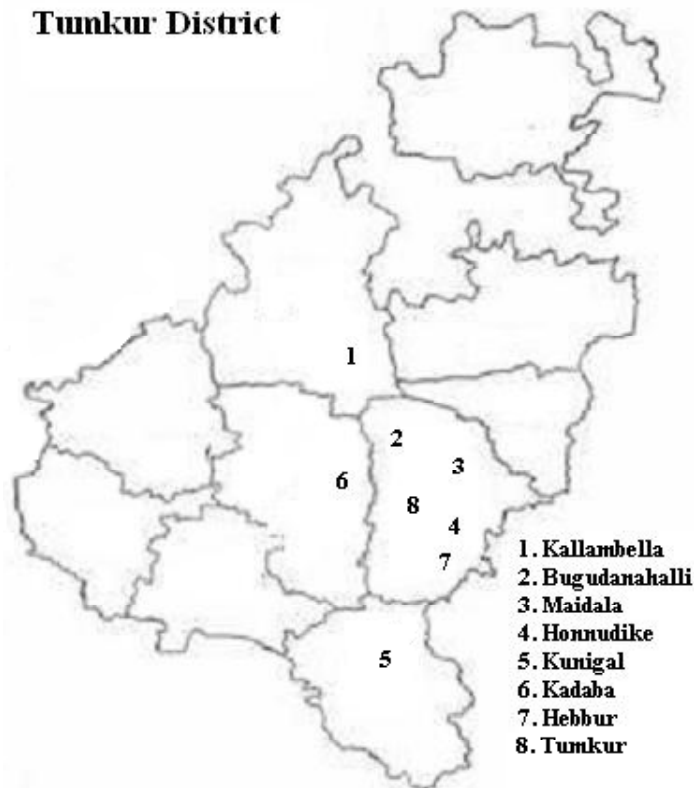 Tumkur District
1
2
3
6
8
4
7
5
1. Kallambella
2. Bugudanahalli
3. Maidala
4. Honnudike
5. Kunigal
6. Kadaba
7. Hebbur
8. Tumkur